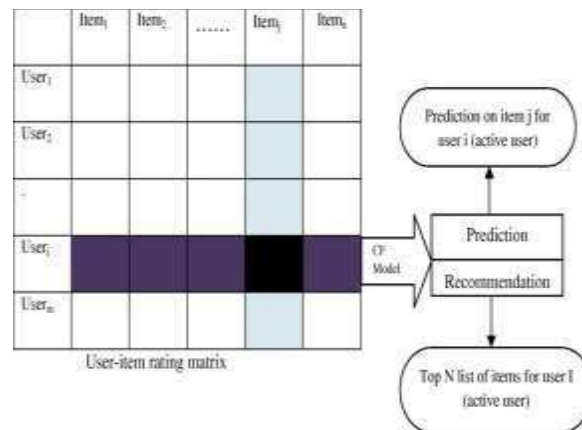 Item₁ Item₂ ...... Itemⱼ Itemₙ
User₁
Prediction on item j for
user i (active user)
User₂
.
Userᵢ
CF
Model
Prediction
Recommendation
Userₘ
User-item rating matrix
Top N list of items for user I
(active user)